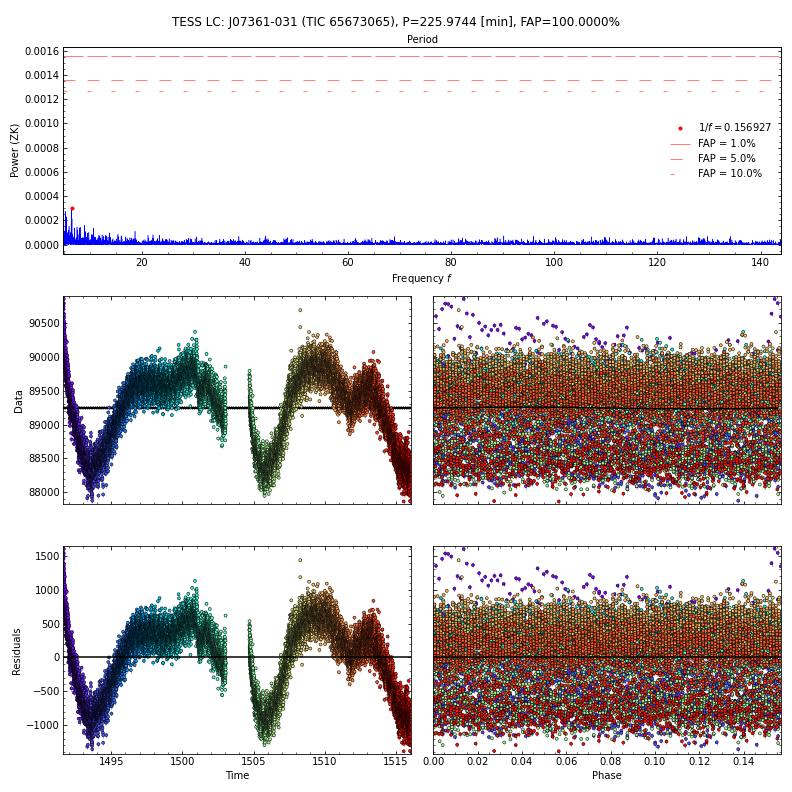 TESS LC: J07361-031 (TIC 65673065), P=225.9744 [min], FAP=100.0000%
Period
0.0016
0.0014
0.0012
0.0010
0.0008
0.0006
0.0004
0.0002
0.0000
Power (ZK)
1/f = 0.156927
FAP = 1.0%
FAP = 5.0%
FAP = 10.0%
20 40 60 80 100 120 140
Frequency f
90500
90000
89500
89000
88500
88000
Data
1500
1000
500
0
−500
−1000
Residuals
1495 1500 1505 1510 1515
Time
0.00 0.02 0.04 0.06 0.08 0.10 0.12 0.14
Phase